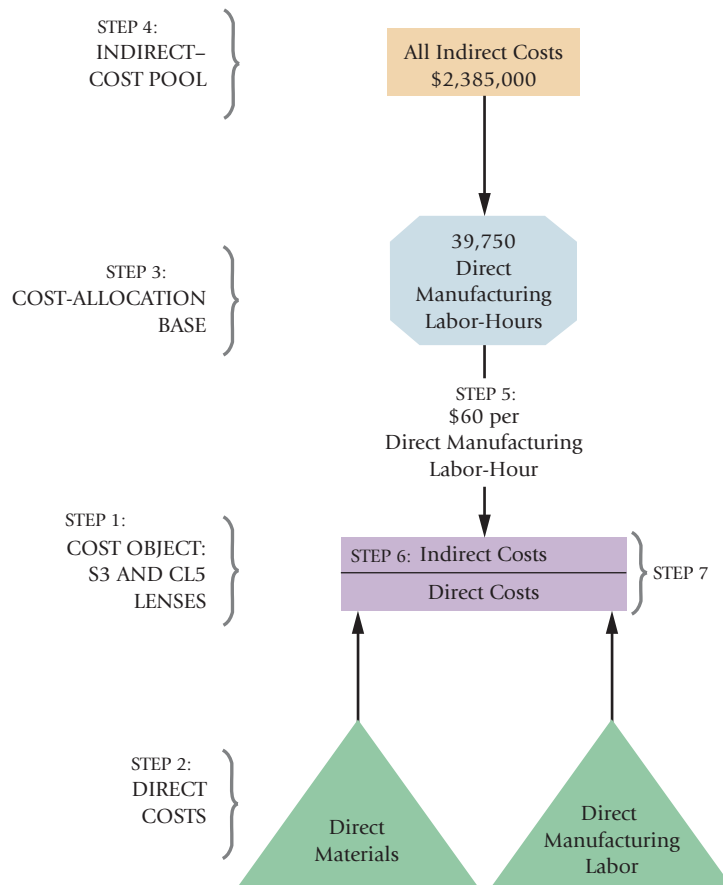 STEP 4:
INDIRECT–
COST POOL
All Indirect Costs
$2,385,000
STEP 3:
COST-ALLOCATION
BASE
39,750
Direct
Manufacturing
Labor-Hours
STEP 5:
$60 per
Direct Manufacturing
Labor-Hour
STEP 1:
COST OBJECT:
S3 AND CL5
LENSES
STEP 6: Indirect Costs
Direct Costs
STEP 7
STEP 2:
DIRECT
COSTS
Direct
Materials
Direct
Manufacturing
Labor